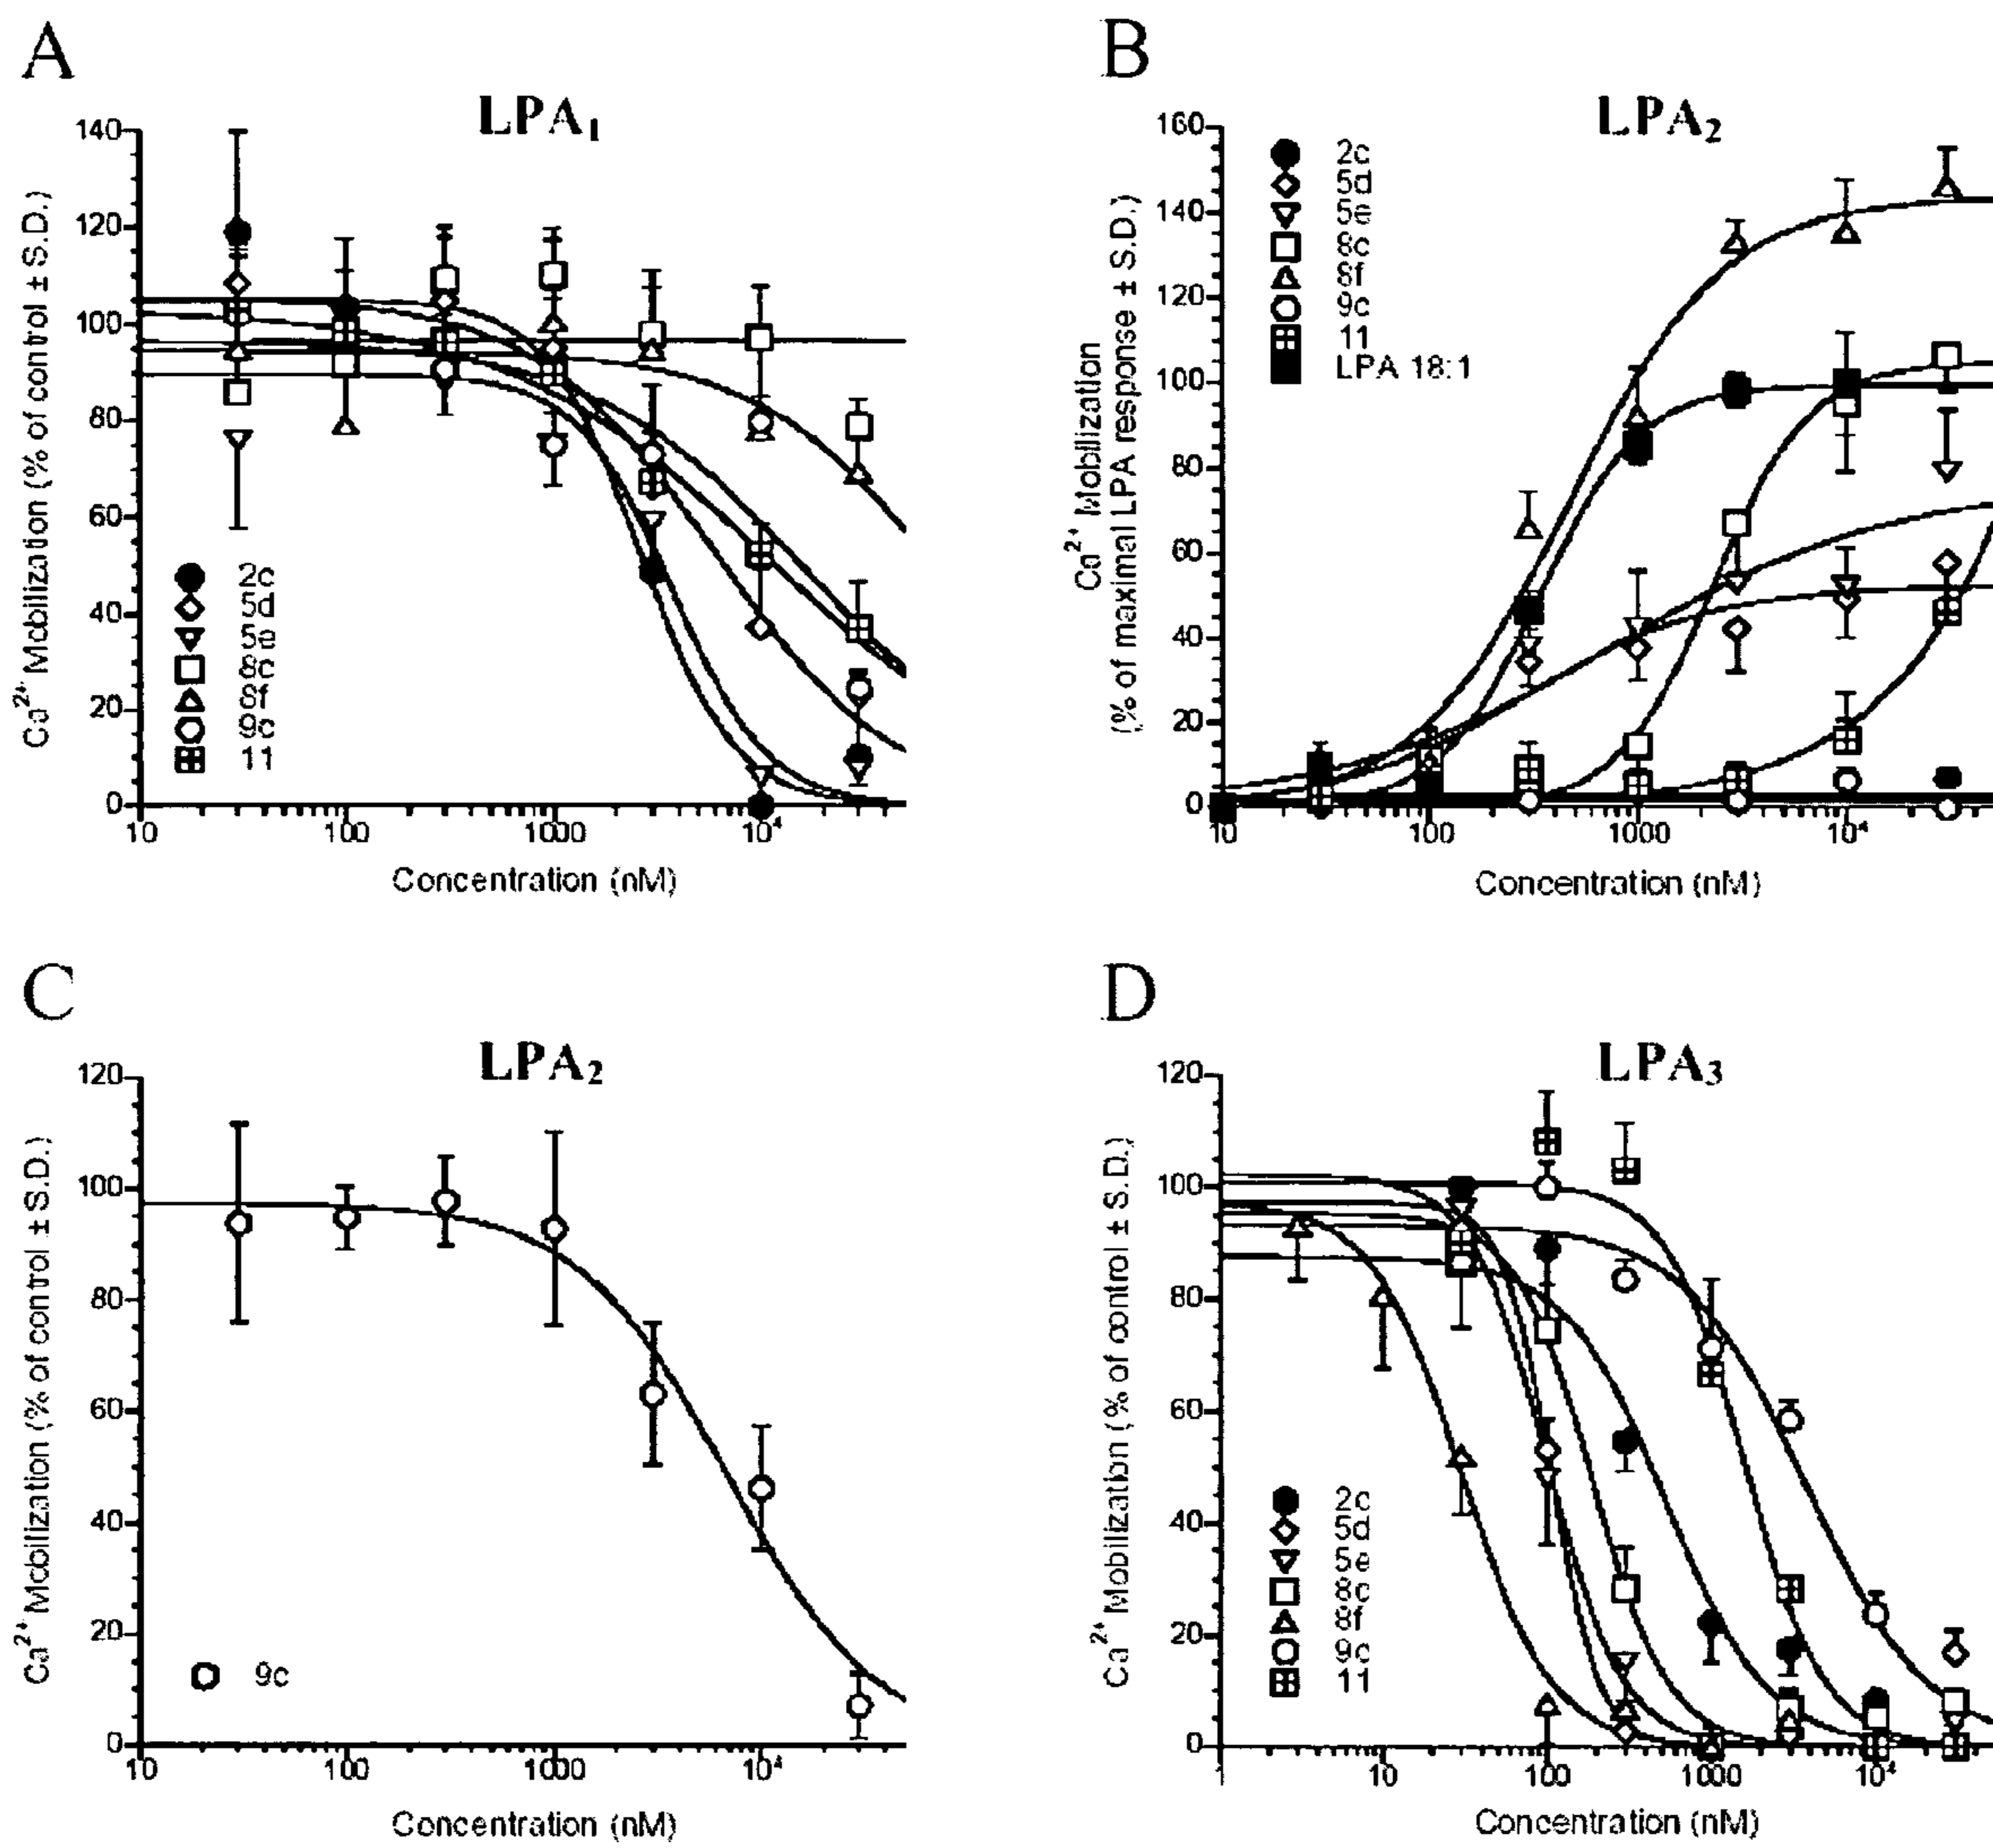 A
LPA1
Ca2+ Mobilization (% of control ± S.D.)
140
120
100
80
60
40
20
0
2c
5d
5e
8c
8f
9c
11
10
100
1000
10⁴
Concentration (nM)
B
LPA2
Ca2+ Mobilization
(% of maximal LPA response ± S.D.)
160
140
120
100
80
60
40
20
0
2c
5d
5e
8c
8f
9c
11
LPA 18:1
10
100
1000
10⁴
Concentration (nM)
C
LPA2
Ca2+ Mobilization (% of control ± S.D.)
120
100
80
60
40
20
0
9c
10
100
1000
10⁴
Concentration (nM)
D
LPA3
Ca2+ Mobilization (% of control ± S.D.)
120
100
80
60
40
20
0
2c
5d
5e
8c
8f
9c
11
1
10
100
1000
10⁴
Concentration (nM)